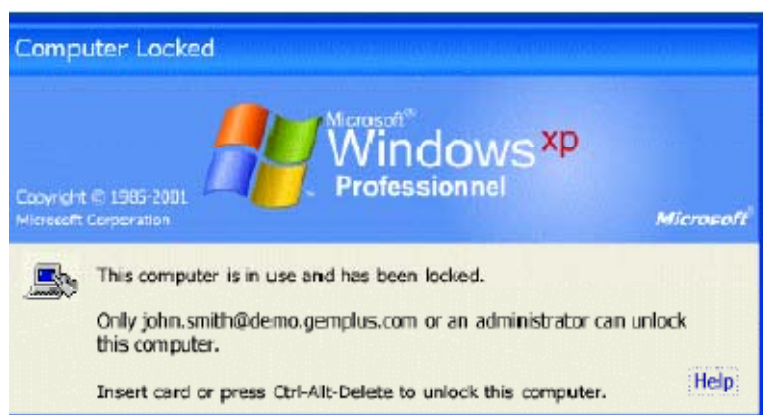 Computer Locked
Microsoft®
Windows xp
Professionnel
Copyright © 1985-2001
Microsoft Corporation
Microsoft®
This computer is in use and has been locked.
Only john.smith@demo.gemplus.com or an administrator can unlock
this computer.
Help
Insert card or press Ctrl-Alt-Delete to unlock this computer.